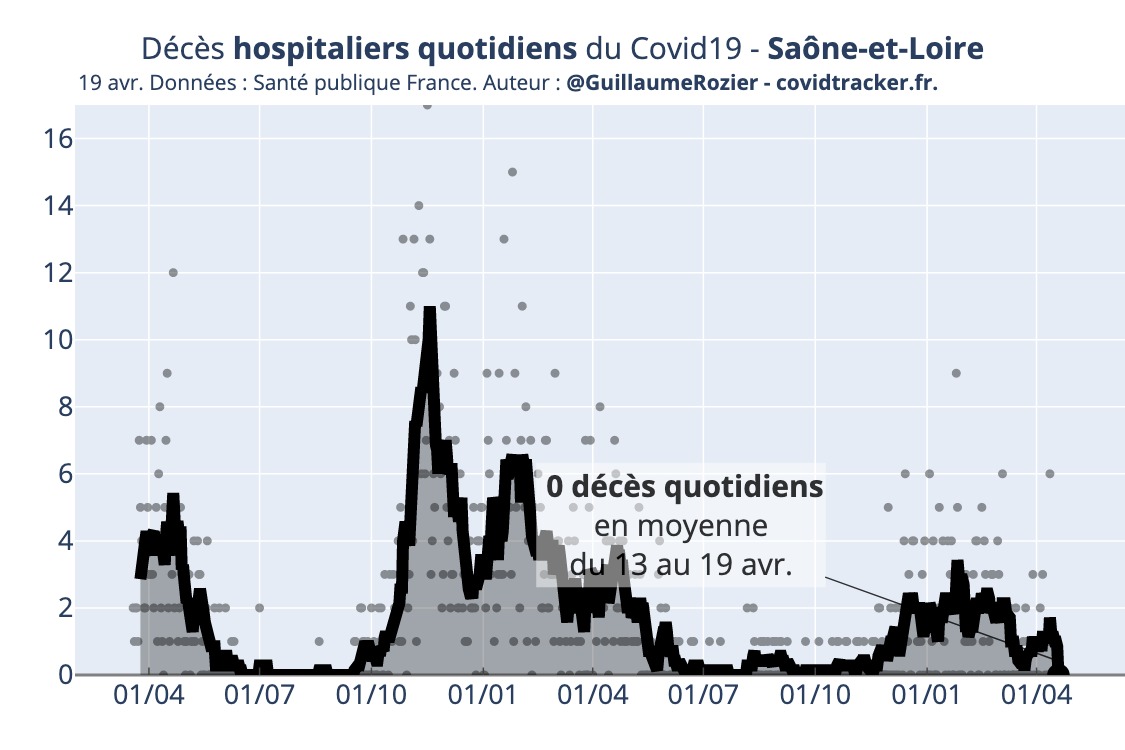 Décès hospitaliers quotidiens du Covid19 - Saône-et-Loire
19 avr. Données : Santé publique France. Auteur : @GuillaumeRozier - covidtracker.fr.
16
14
12
10
8
6
4
2
0
0 décès quotidiens
en moyenne
du 13 au 19 avr.
01/04 01/07 01/10 01/01 01/04 01/07 01/10 01/01 01/04